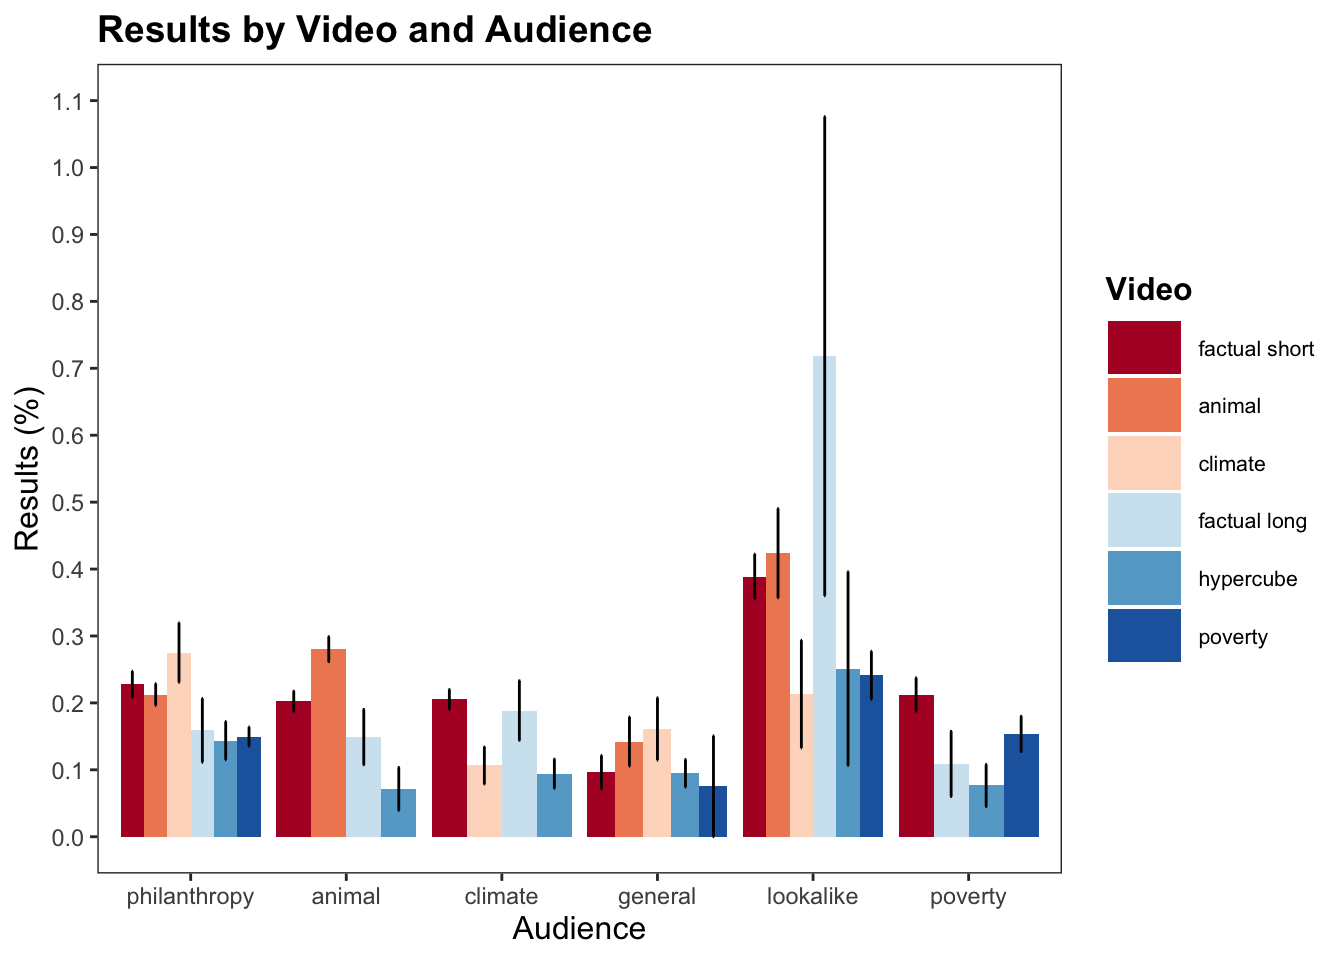 Results by Video and Audience
Results (%)
1.1
1.0
0.9
0.8
0.7
0.6
0.5
0.4
0.3
0.2
0.1
0.0
philanthropy
animal
climate
general
lookalike
poverty
Audience
Video
factual short
animal
climate
factual long
hypercube
poverty